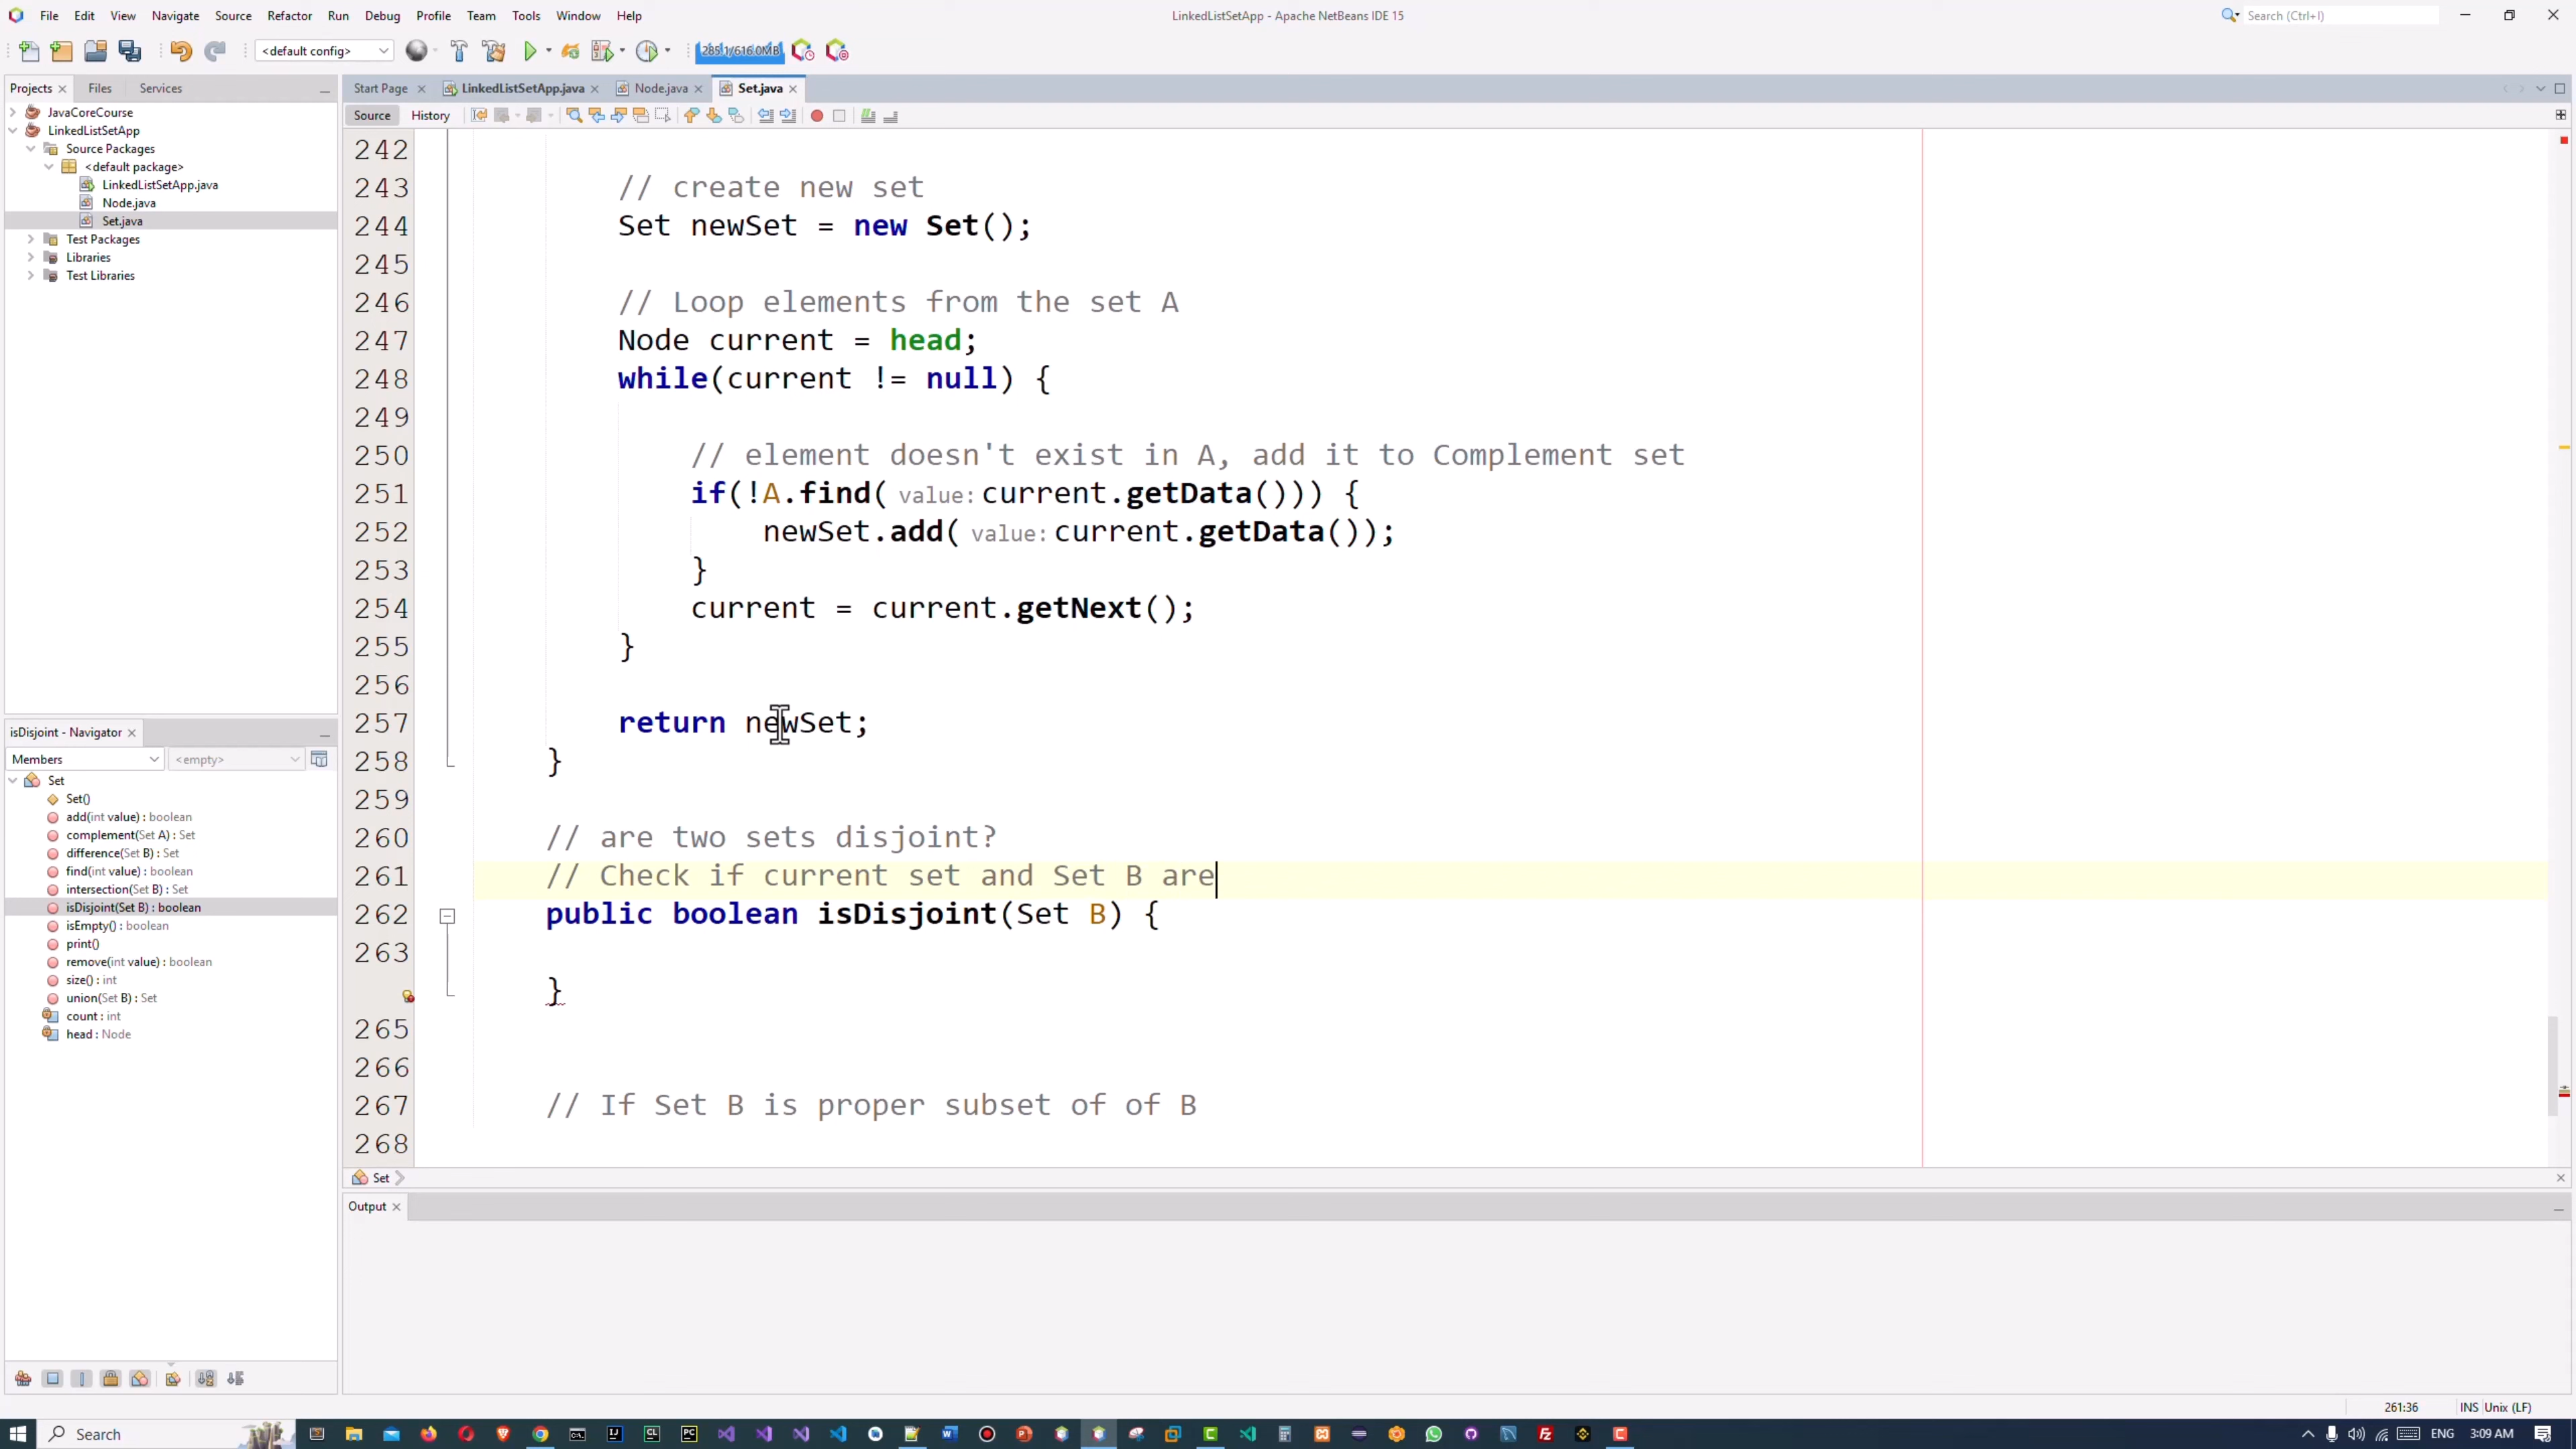 File Edit View Navigate Source Refactor Run Debug Profile Team Tools Window Help
LinkedListSetApp - Apache NetBeans IDE 15
Search (Ctrl+I)
<default config>
285.1/616.0MB
Projects Files Services
JavaCoreCourse
LinkedListSetApp
Source Packages
<default package>
LinkedListSetApp.java
Node.java
Set.java
Test Packages
Libraries
Test Libraries
Start Page LinkedListSetApp.java Node.java Set.java
Source History
242
243 // create new set
244 Set newSet = new Set();
245
246 // Loop elements from the set A
247 Node current = head;
248 while(current != null) {
249
250 // element doesn't exist in A, add it to Complement set
251 if(!A.find( value: current.getData())) {
252 newSet.add( value: current.getData());
253 }
254 current = current.getNext();
255 }
256
257 return newSet;
258 }
259
260 // are two sets disjoint?
261 // Check if current set and Set B are
262 public boolean isDisjoint(Set B) {
263
}
265
266
267 // If Set B is proper subset of of B
268
Set
Output
isDisjoint - Navigator
Members <empty>
Set
Set()
add(int value) : boolean
complement(Set A) : Set
difference(Set B) : Set
find(int value) : boolean
intersection(Set B) : Set
isDisjoint(Set B) : boolean
isEmpty() : boolean
print()
remove(int value) : boolean
size() : int
union(Set B) : Set
count : int
head : Node
261:36 INS Unix (LF)
Search
ENG 3:09 AM